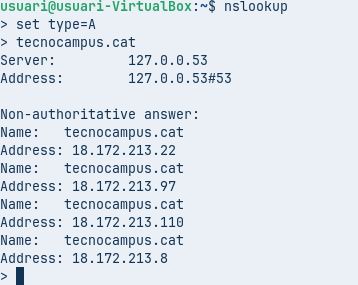 usuari@usuari-VirtualBox:~$ nslookup
> set type=A
> tecnocampus.cat
Server:         127.0.0.53
Address:        127.0.0.53#53

Non-authoritative answer:
Name:   tecnocampus.cat
Address: 18.172.213.22
Name:   tecnocampus.cat
Address: 18.172.213.97
Name:   tecnocampus.cat
Address: 18.172.213.110
Name:   tecnocampus.cat
Address: 18.172.213.8
>